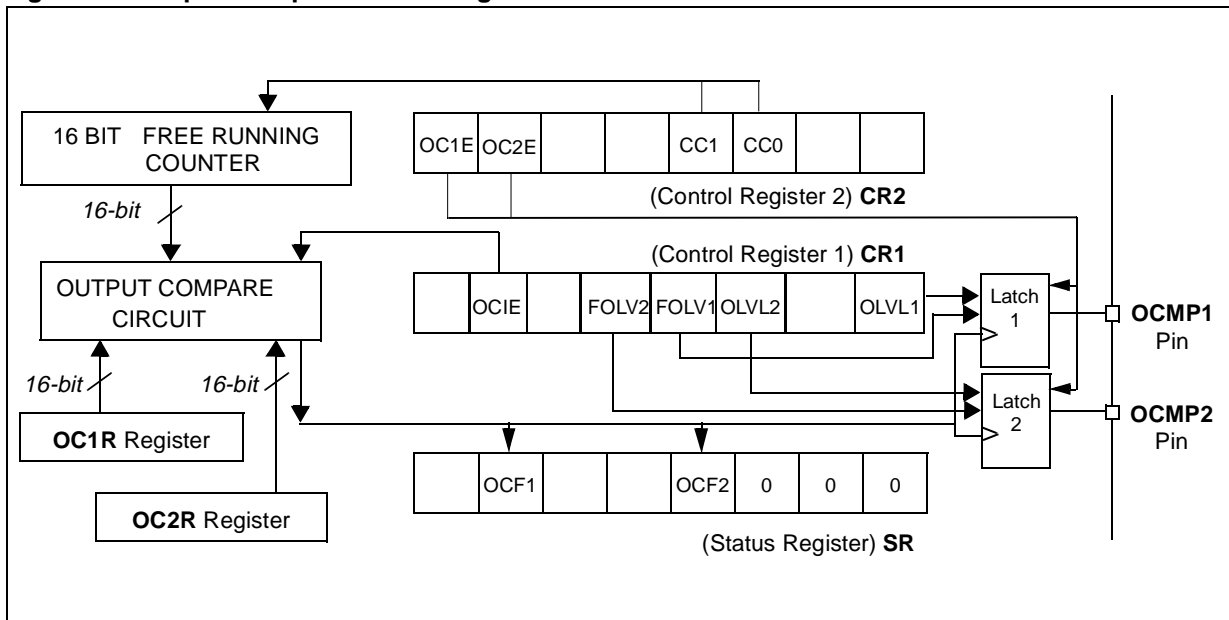 16 BIT FREE RUNNING
COUNTER
16-bit
OC1E OC2E CC1 CC0
(Control Register 2) CR2
(Control Register 1) CR1
OUTPUT COMPARE
CIRCUIT
OCIE FOLV2 FOLV1 OLVL2 OLVL1
Latch
1
OCMP1
Pin
16-bit
16-bit
Latch
2
OCMP2
Pin
OC1R Register
OCF1 OCF2 0 0 0
OC2R Register
(Status Register) SR